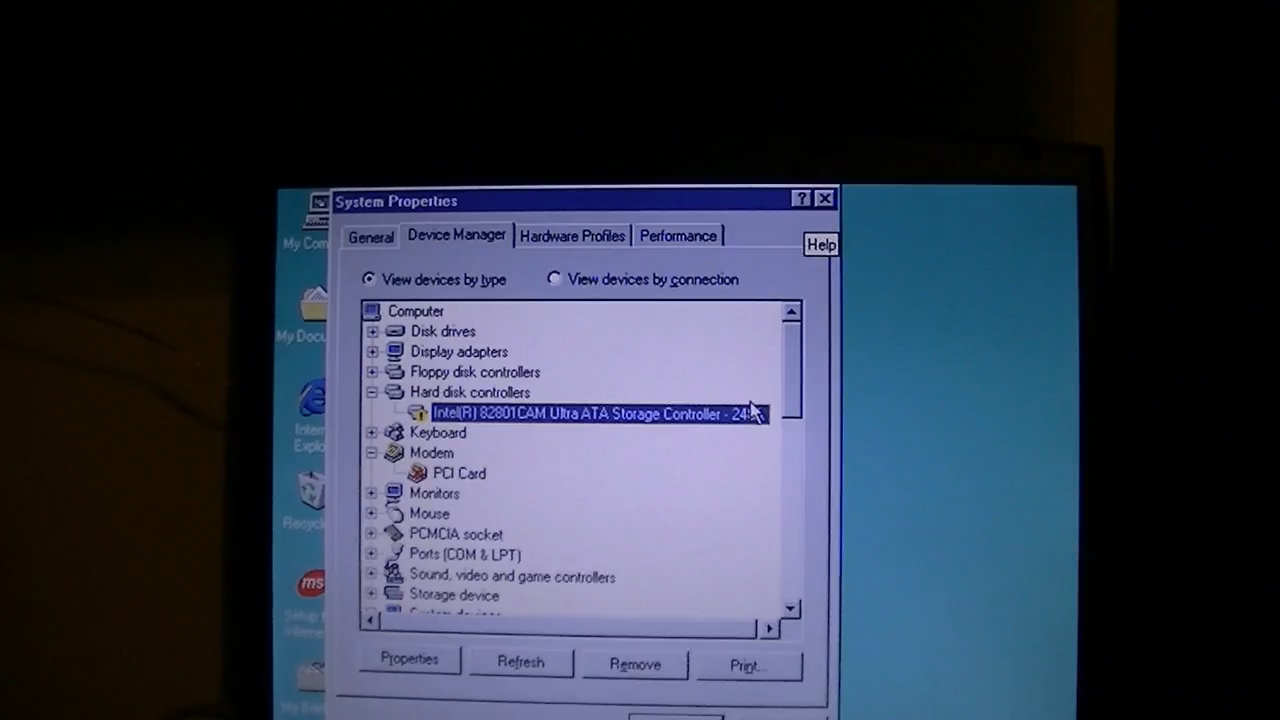 System Properties
General
Device Manager
Hardware Profiles
Performance
Help
View devices by type
View devices by connection
Computer
Disk drives
Display adapters
Floppy disk controllers
Hard disk controllers
Intel(R) 82801CAM Ultra ATA Storage Controller - 24
Keyboard
Modem
PCI Card
Monitors
Mouse
PCMCIA socket
Ports (COM & LPT)
Sound, video and game controllers
Storage device
Properties
Refresh
Remove
Print...
My Com
My Docu
Intern
Explo
Recycl
ms